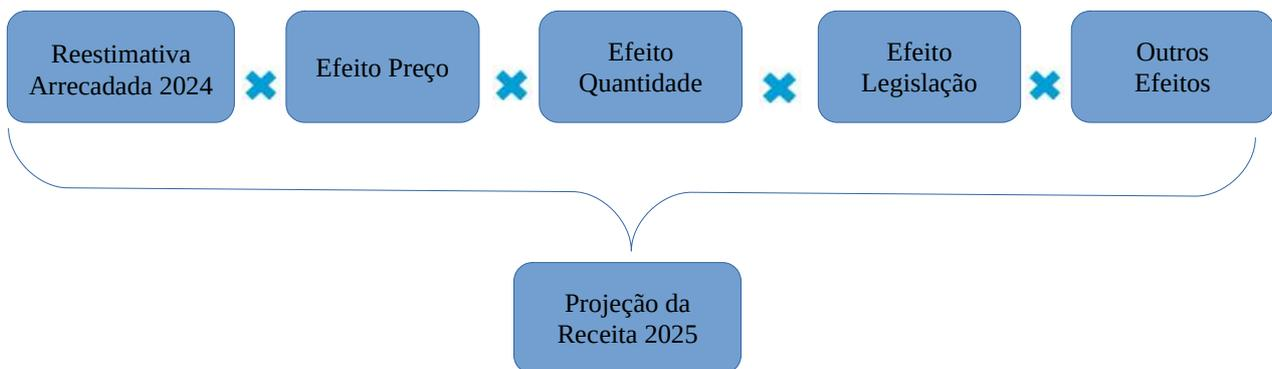 Reestimativa
Arrecadada 2024
Efeito Preço
Efeito
Quantidade
Efeito
Legislação
Outros
Efeitos
Projeção da
Receita 2025